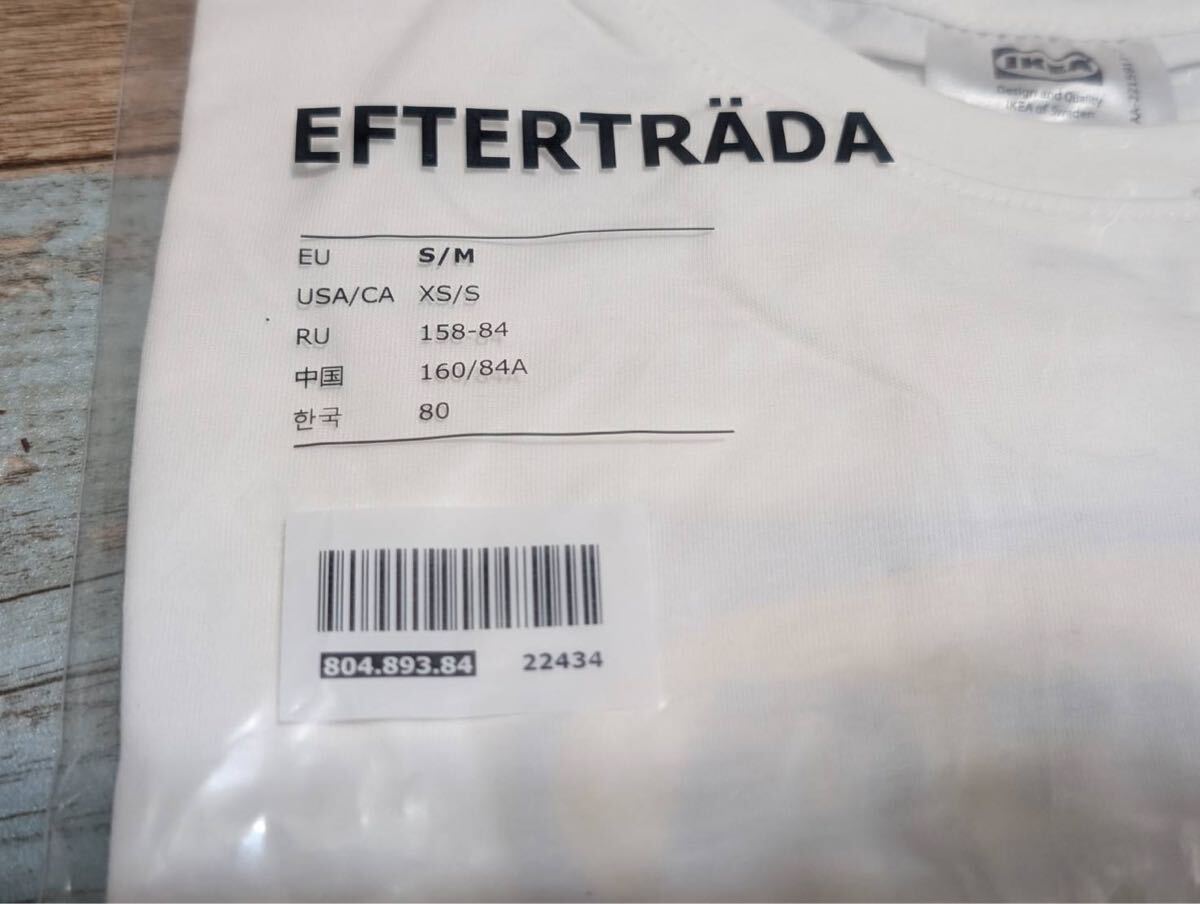 IKEA
Design and Quality
IKEA of Sweden
EFTERTRÄDA
EU S/M
USA/CA XS/S
RU 158-84
中国 160/84A
한국 80
804.893.84 22434